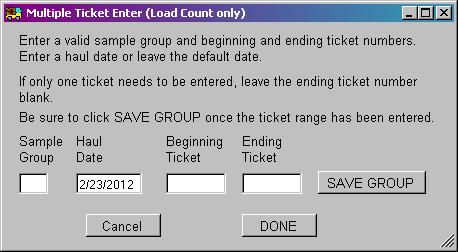 Multiple Ticket Enter (Load Count only)
Enter a valid sample group and beginning and ending ticket numbers.
Enter a haul date or leave the default date.
If only one ticket needs to be entered, leave the ending ticket number
blank.
Be sure to click SAVE GROUP once the ticket range has been entered.
Sample Haul Beginning Ending
Group Date Ticket Ticket
2/23/2012 SAVE GROUP
Cancel DONE